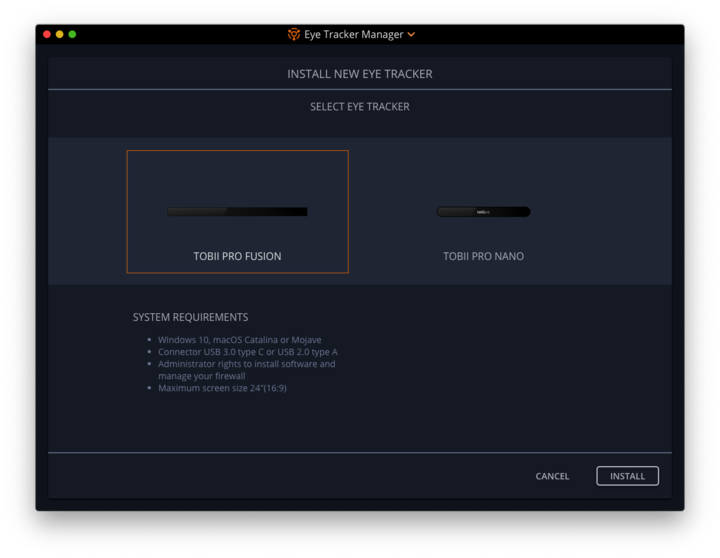 Eye Tracker Manager
INSTALL NEW EYE TRACKER
SELECT EYE TRACKER
TOBII PRO FUSION
TOBII PRO NANO
SYSTEM REQUIREMENTS
Windows 10, macOS Catalina or Mojave
Connector USB 3.0 type C or USB 2.0 type A
Administrator rights to install software and
manage your firewall
Maximum screen size 24"(16:9)
CANCEL
INSTALL